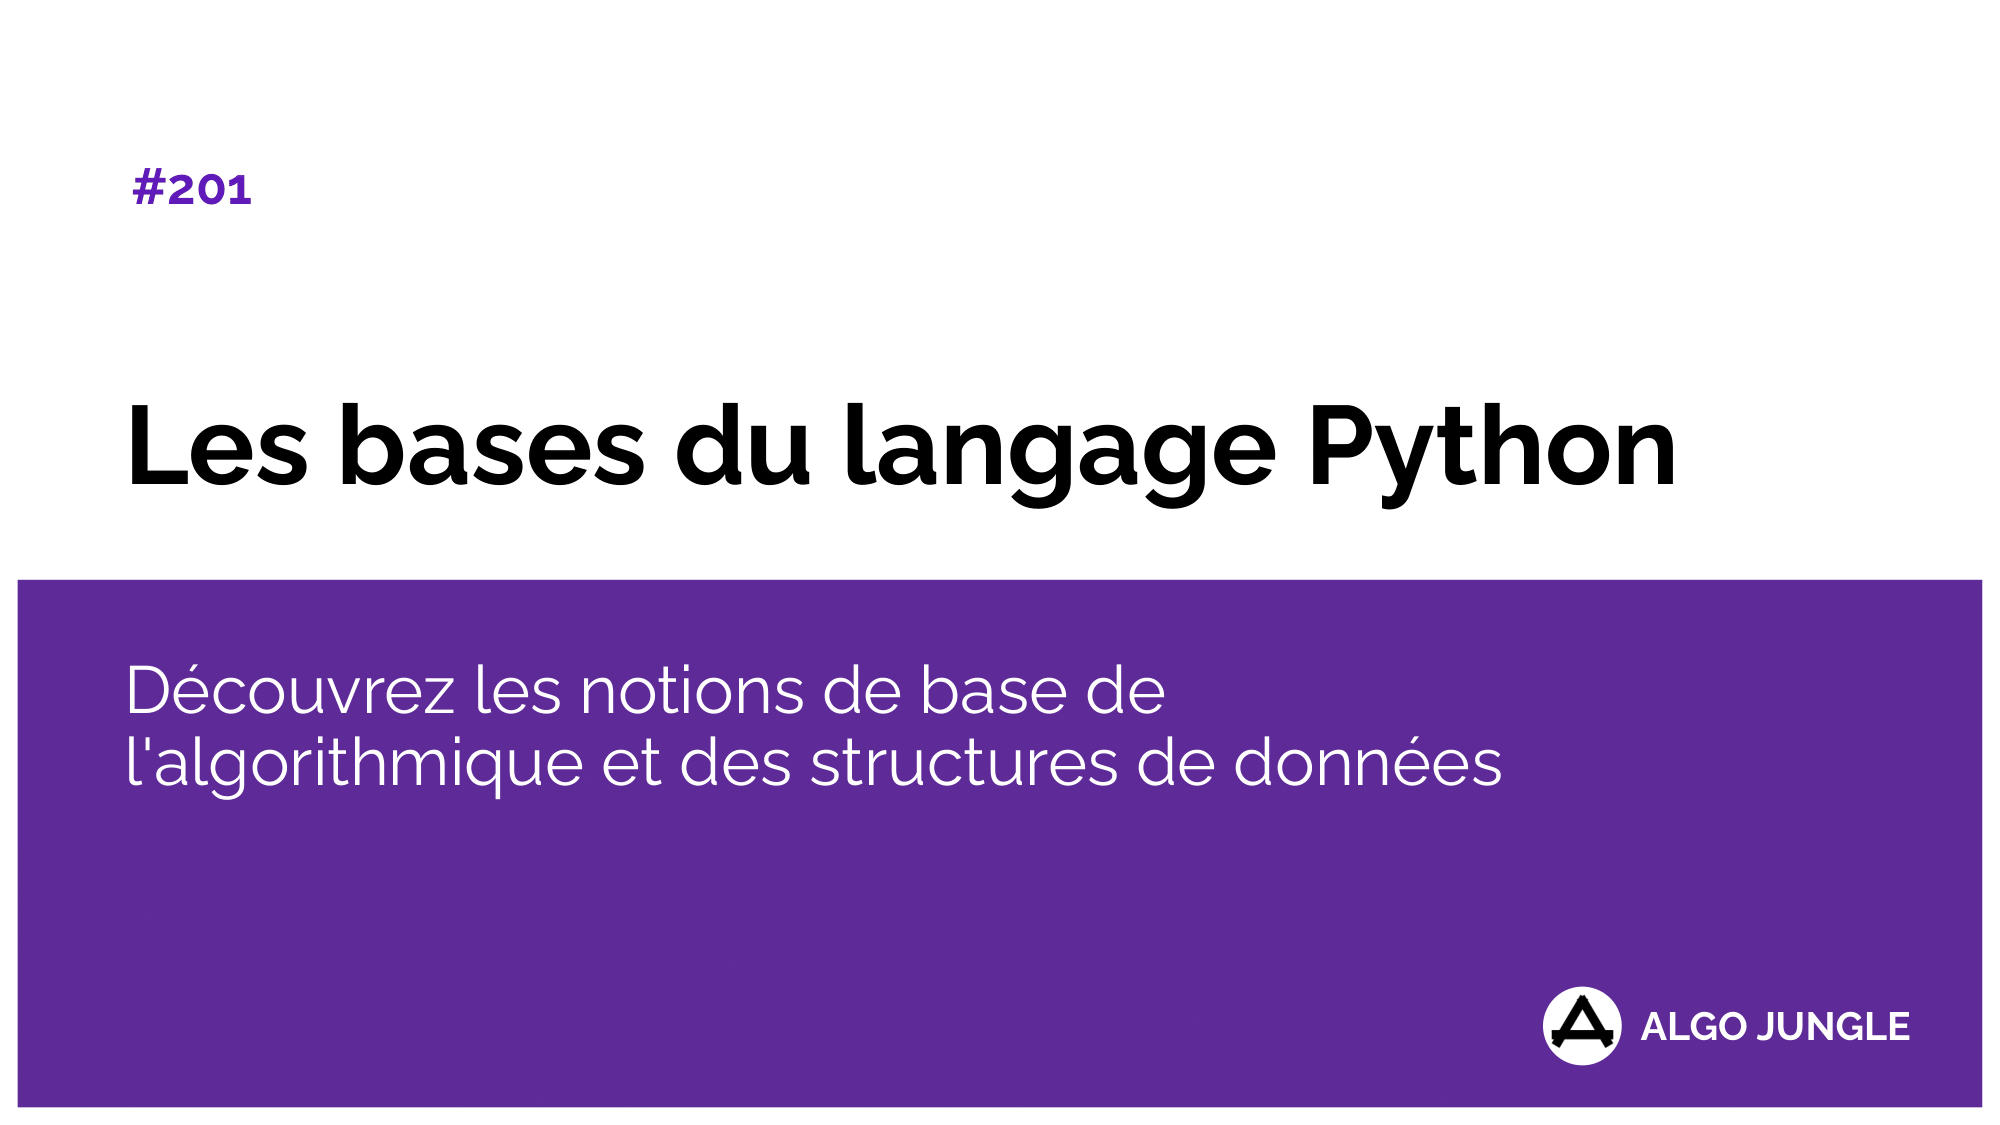 #201
Les bases du langage Python
Découvrez les notions de base de
l'algorithmique et des structures de données
ALGO JUNGLE